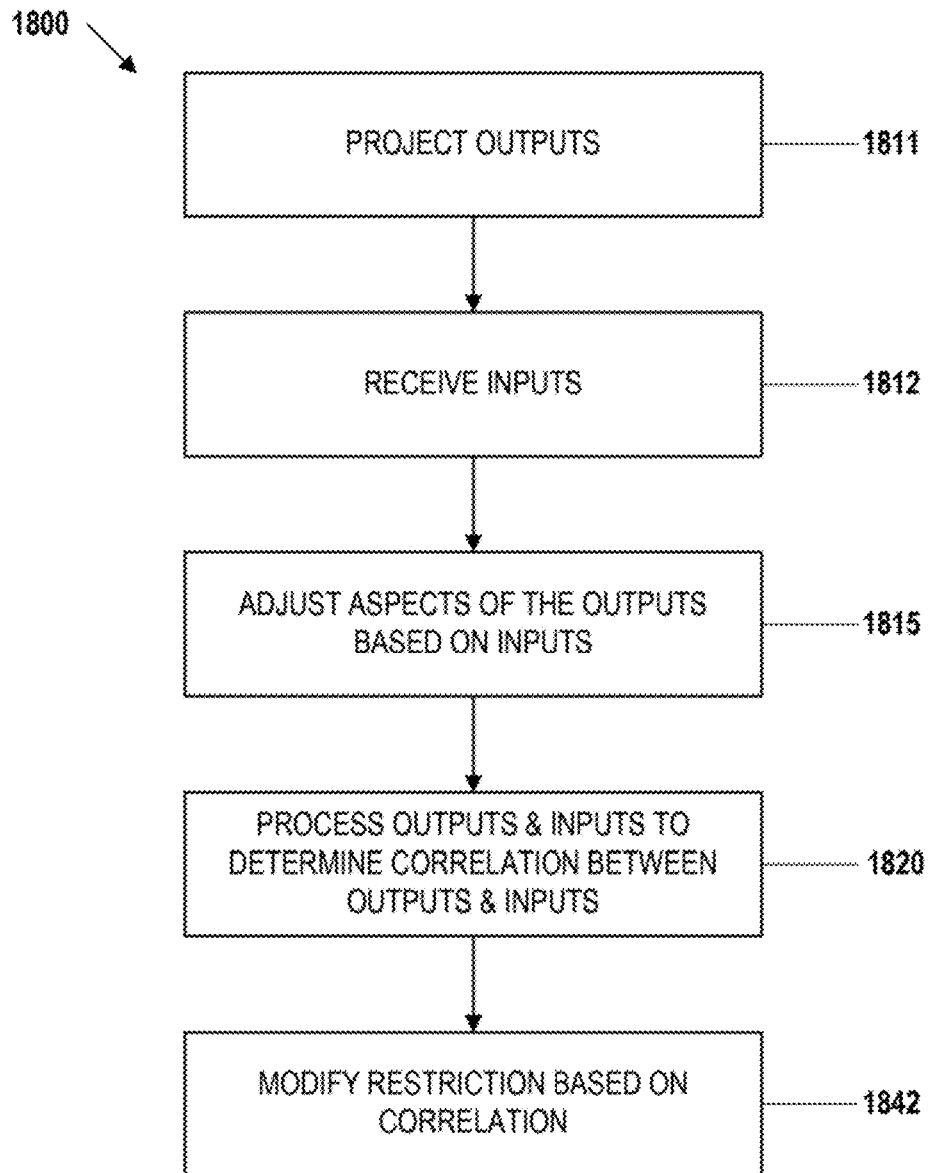 1800
PROJECT OUTPUTS
1811
RECEIVE INPUTS
1812
ADJUST ASPECTS OF THE OUTPUTS
BASED ON INPUTS
1815
PROCESS OUTPUTS & INPUTS TO
DETERMINE CORRELATION BETWEEN
OUTPUTS & INPUTS
1820
MODIFY RESTRICTION BASED ON
CORRELATION
1842